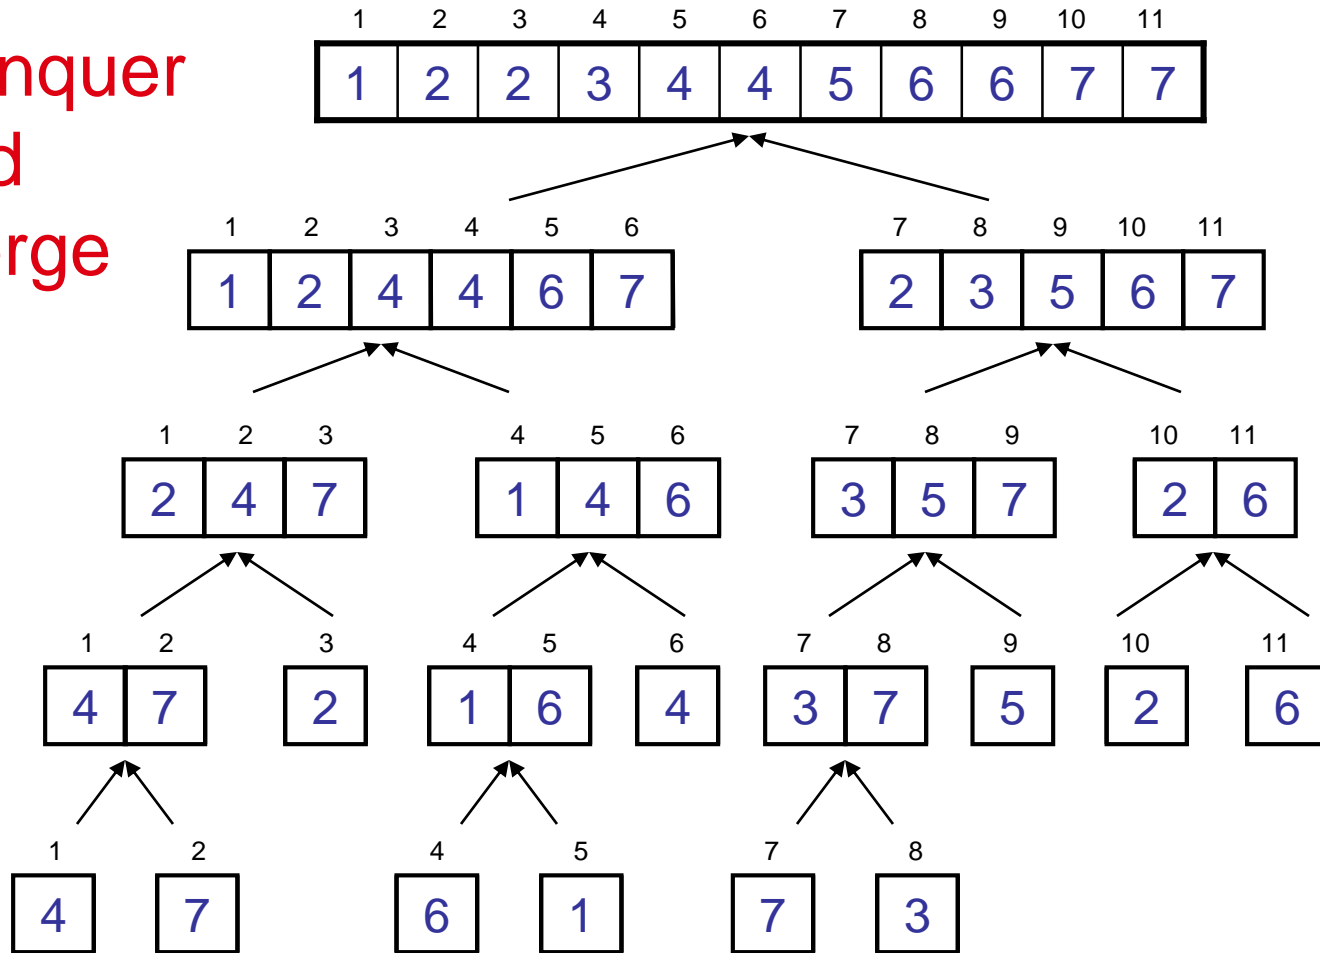 1 2 3 4 5 6 7 8 9 10 11
nquer
1 2 2 3 4 4 5 6 6 7 7
d
rge
1 2 3 4 5 6 7 8 9 10 11
1 2 4 4 6 7 2 3 5 6 7
1 2 3 4 5 6 7 8 9 10 11
2 4 7 1 4 6 3 5 7 2 6
1 2 3 4 5 6 7 8 9 10 11
4 7 2 1 6 4 3 7 5 2 6
1 2 4 5 7 8
4 7 6 1 7 3